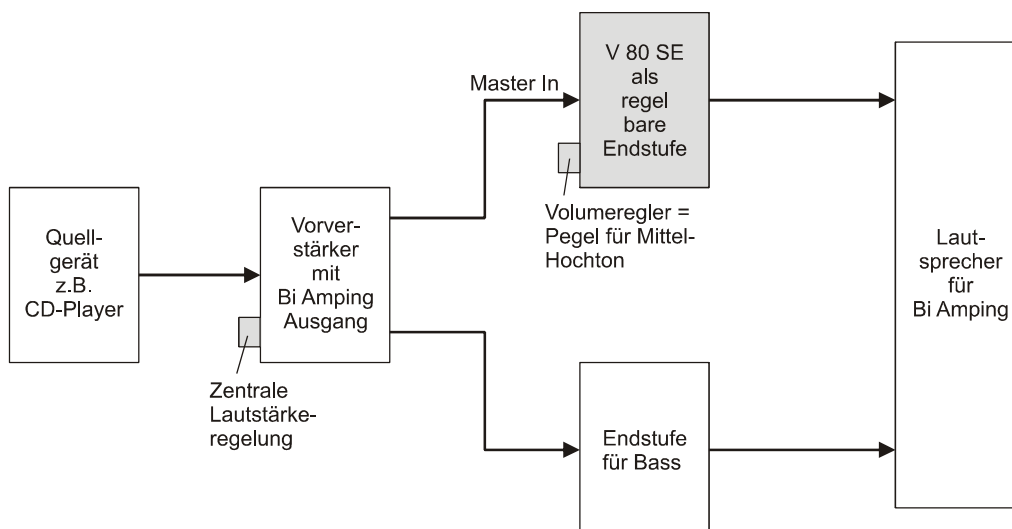 Quell-
gerät
z.B.
CD-Player
Vorver-
stärker
mit
Bi Amping
Ausgang
Zentrale
Lautstärke-
regelung
Master In
V 80 SE
als
regel
bare
Endstufe
Volumeregler =
Pegel für Mittel-
Hochton
Endstufe
für Bass
Laut-
sprecher
für
Bi Amping